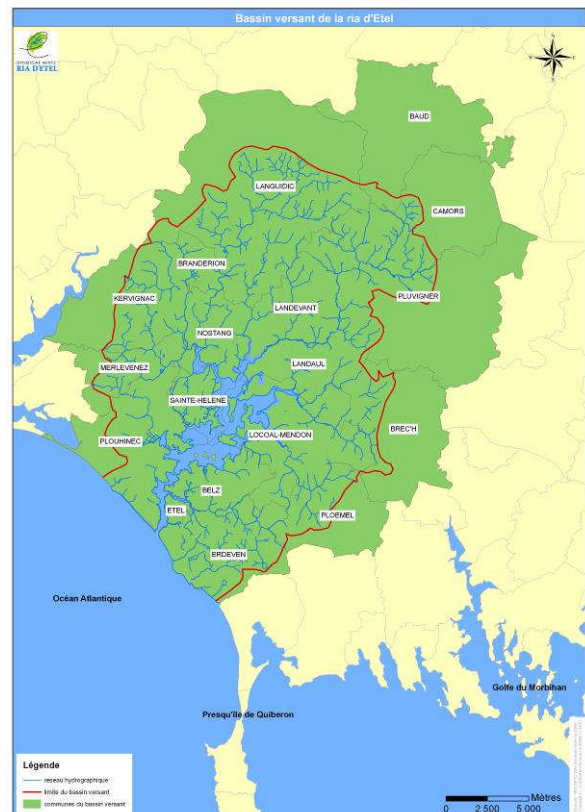 Bassin versant de la ria d'Etel
SYNDICAT MIXTE
RIA D'ETEL
BAUD
LANGUIDIC
CAMORS
BRANDERION
KERVIGNAC
PLUVIGNER
LANDEVANT
NOSTANG
MERLEVENEZ
LANDAUL
SAINTE-HELENE
BREC'H
PLOUHINEC
LOCOAL-MENDON
BELZ
ETEL
PLOEMEL
ERDEVEN
Océan Atlantique
Golfe du Morbihan
Presqu'île de Quiberon
Légende
réseau hydrographique
limite du bassin versant
communes du bassin versant
Mètres
0 2 500 5 000